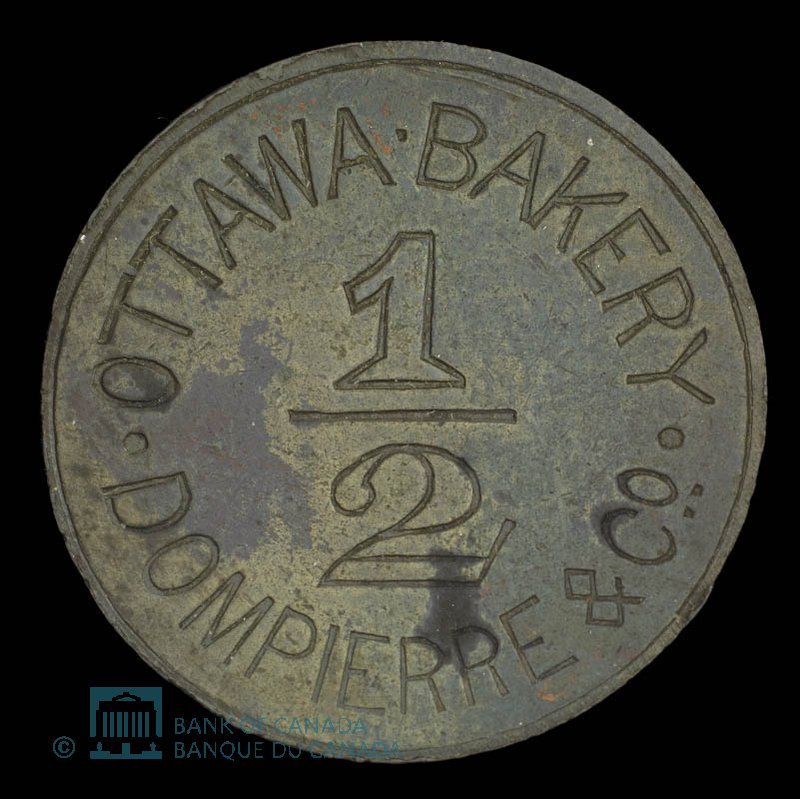 OTTAWA·BAKERY
1
2
·DOMPIERRE & Co··
© BANK OF CANADA
BANQUE DU CANADA